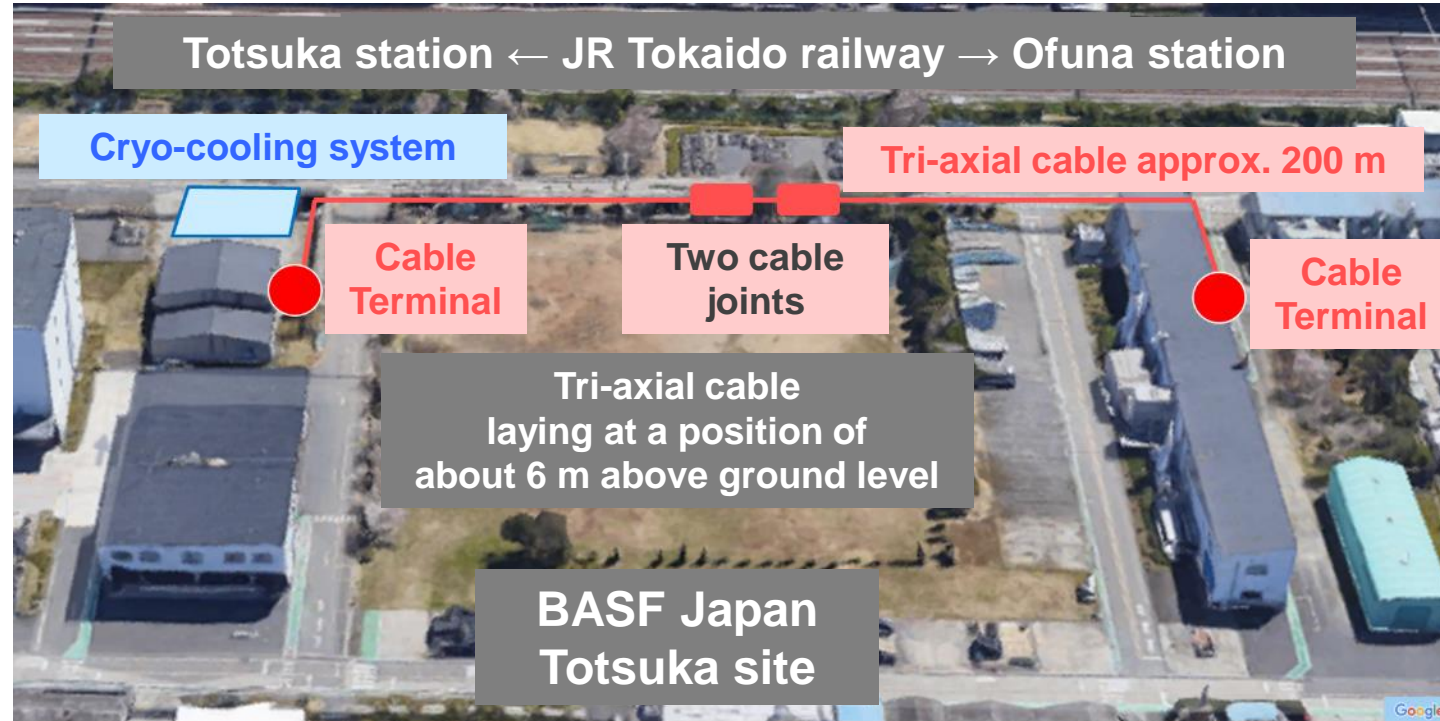 Totsuka station ← JR Tokaido railway → Ofuna station
Cryo-cooling system
Tri-axial cable approx. 200 m
Cable
Terminal
Two cable
joints
Cable
Terminal
Tri-axial cable
laying at a position of
about 6 m above ground level
BASF Japan
Totsuka site
Google